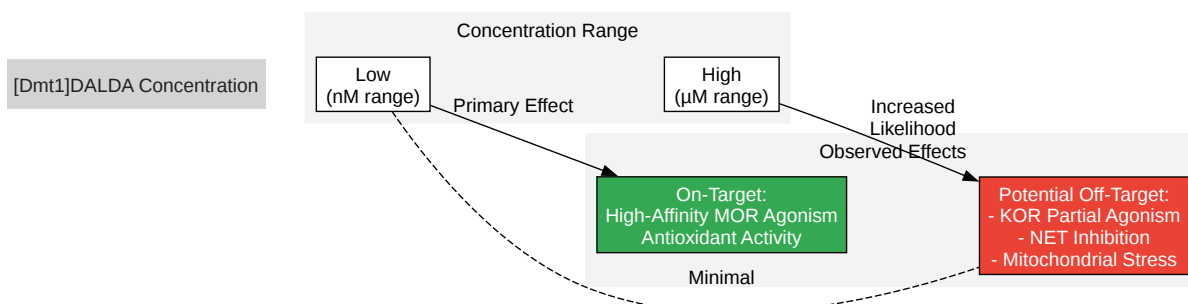 [Dmt1]DALDA Concentration
Concentration Range
Low
(nM range)
High
(µM range)
Primary Effect
Increased
Likelihood
Observed Effects
On-Target:
High-Affinity MOR Agonism
Antioxidant Activity
Potential Off-Target:
- KOR Partial Agonism
- NET Inhibition
- Mitochondrial Stress
Minimal